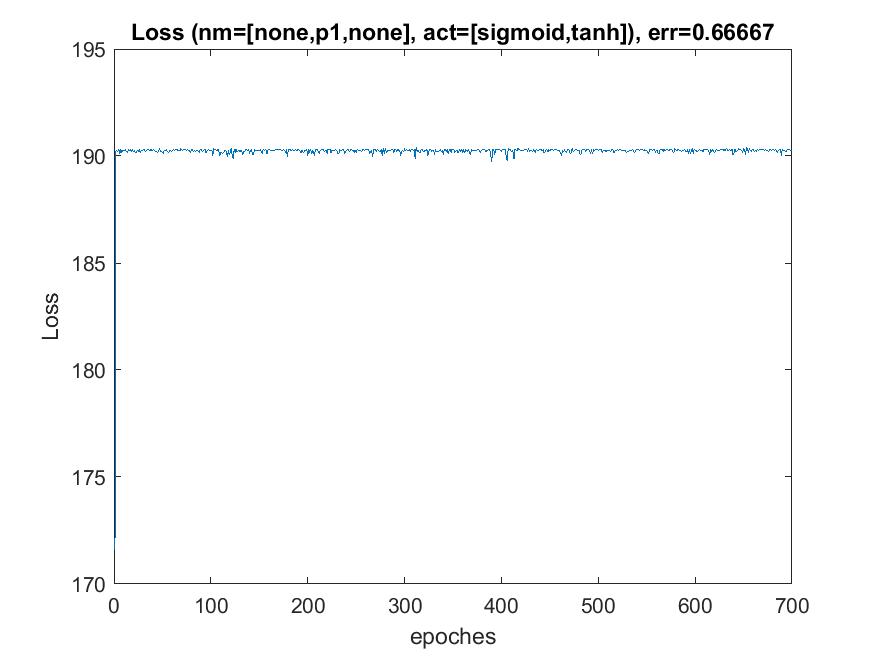 Loss (nm=[none,p1,none], act=[sigmoid,tanh]), err=0.66667
195
190
185
180
175
170
Loss
0 100 200 300 400 500 600 700
epoches